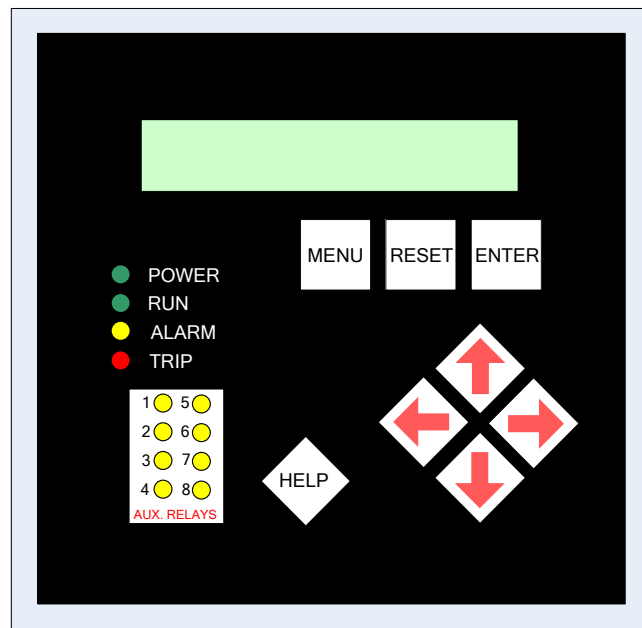 MENU RESET ENTER
POWER
RUN
ALARM
TRIP
1 5
2 6
3 7
4 8
AUX. RELAYS
HELP